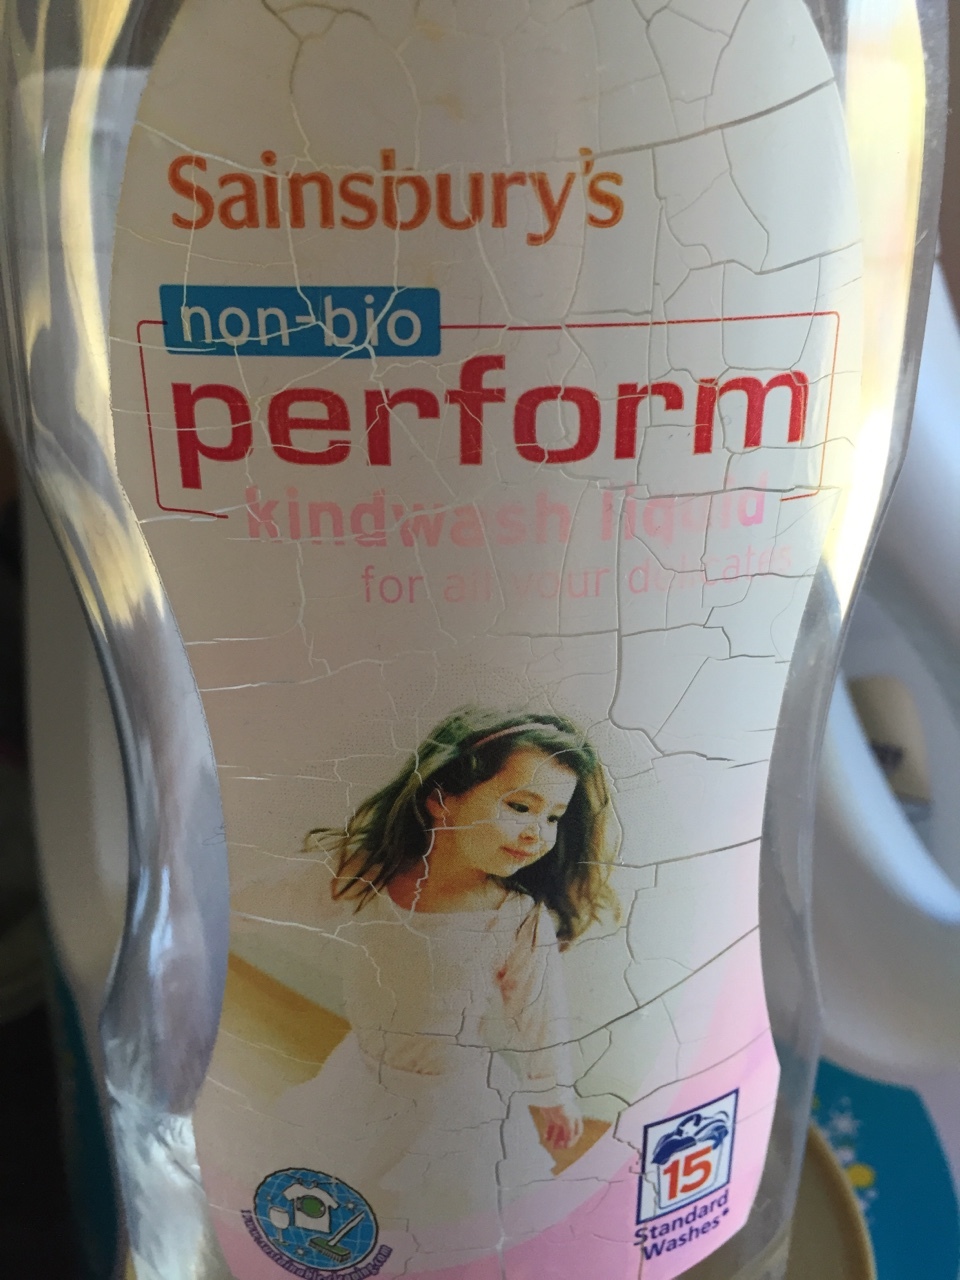 Sainsbury's
non-bio
perform
kindwash liquid
for all your delicates
15
Standard
Washes*